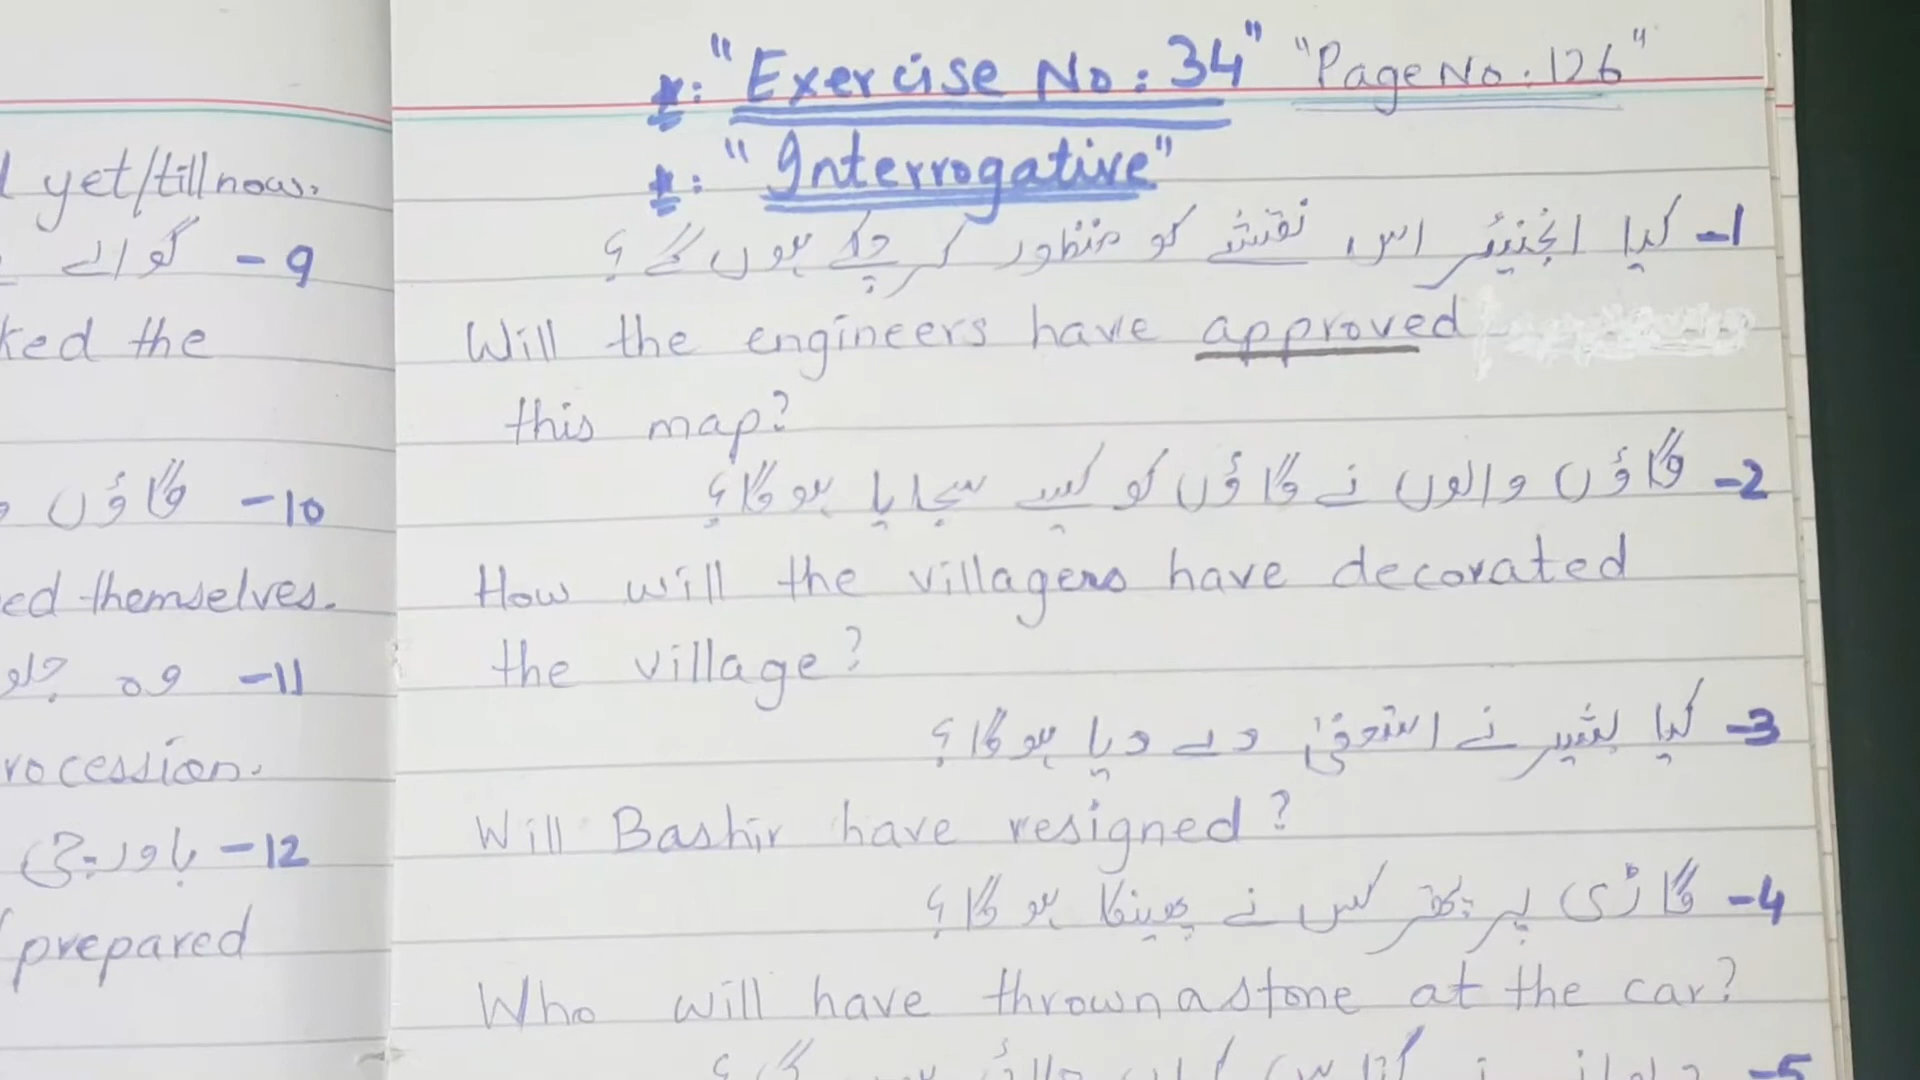 yet/till now.
9- گوالے
ked the
10- گاؤں
ed themselves.
11- وہ جلو
rocession.
12- باورچی
prepared
*: "Exercise No: 34" "Page No: 126"
*: "Interrogative"
1- کیا انجنیئر اس نقشے کو منظور کر چکے ہوں گے؟
Will the engineers have approved
this map?
2- گاؤں والوں نے گاؤں کو کیسے سجایا ہوگا؟
How will the villagers have decorated
the village?
3- کیا بشیر نے استعفیٰ دے دیا ہوگا؟
Will Bashir have resigned?
4- گاڑی پر پتھر کس نے پھینکا ہوگا؟
Who will have thrown a stone at the car?
5-